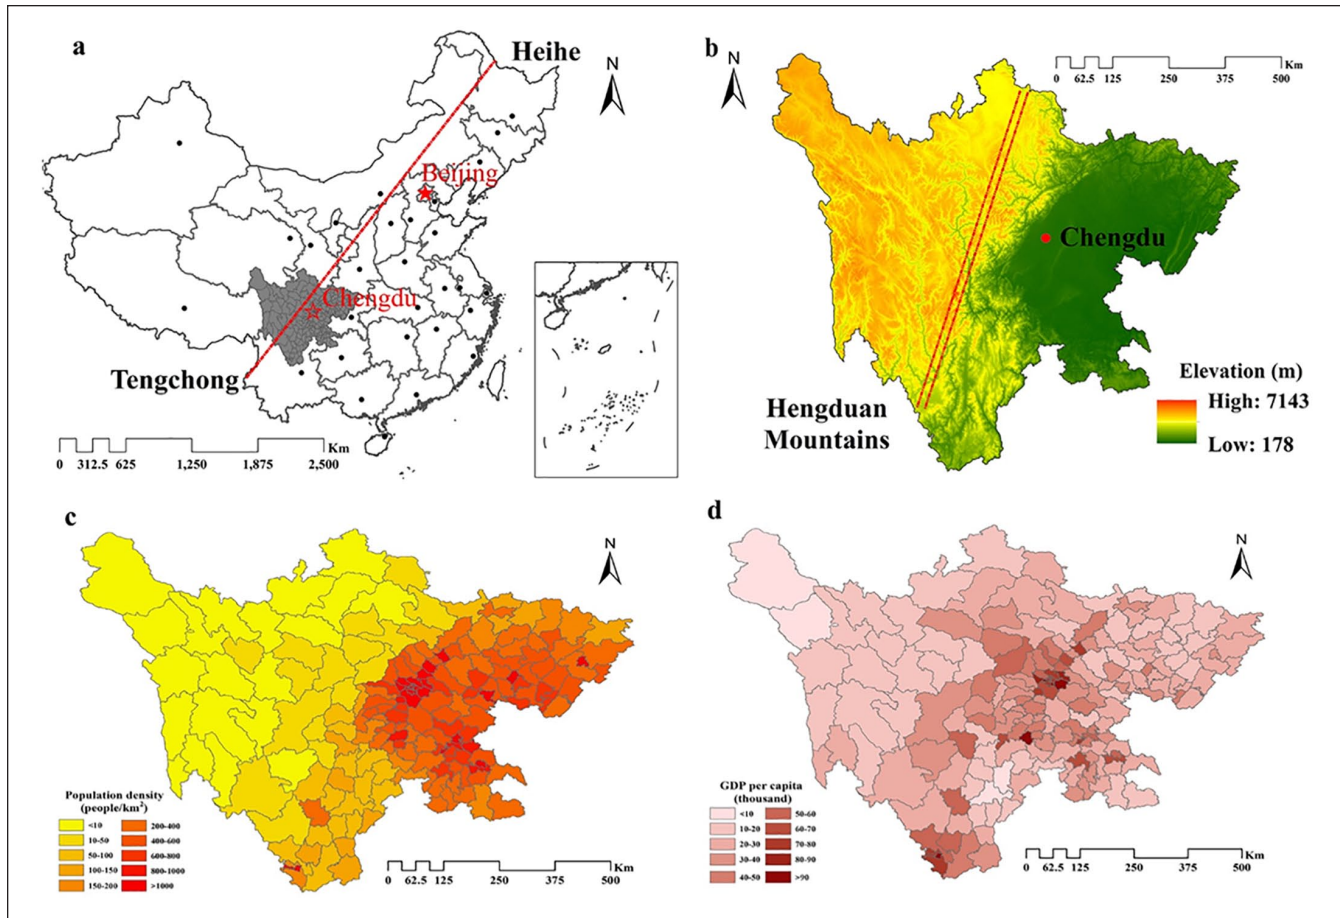 a
Heihe
N
Beijing
Chengdu
Tengchong
Km
0 312.5 625 1,250 1,875 2,500
b
N
Km
0 62.5 125 250 375 500
Chengdu
Hengduan
Mountains
Elevation (m)
High: 7143
Low: 178
c
N
Population density
(people/km²)
<10 200-400
10-50 400-600
50-100 600-800
100-150 800-1000
150-200 >1000
Km
0 62.5 125 250 375 500
d
N
GDP per capita
(thousand)
<10 50-60
10-20 60-70
20-30 70-80
30-40 80-90
40-50 >90
Km
0 62.5 125 250 375 500